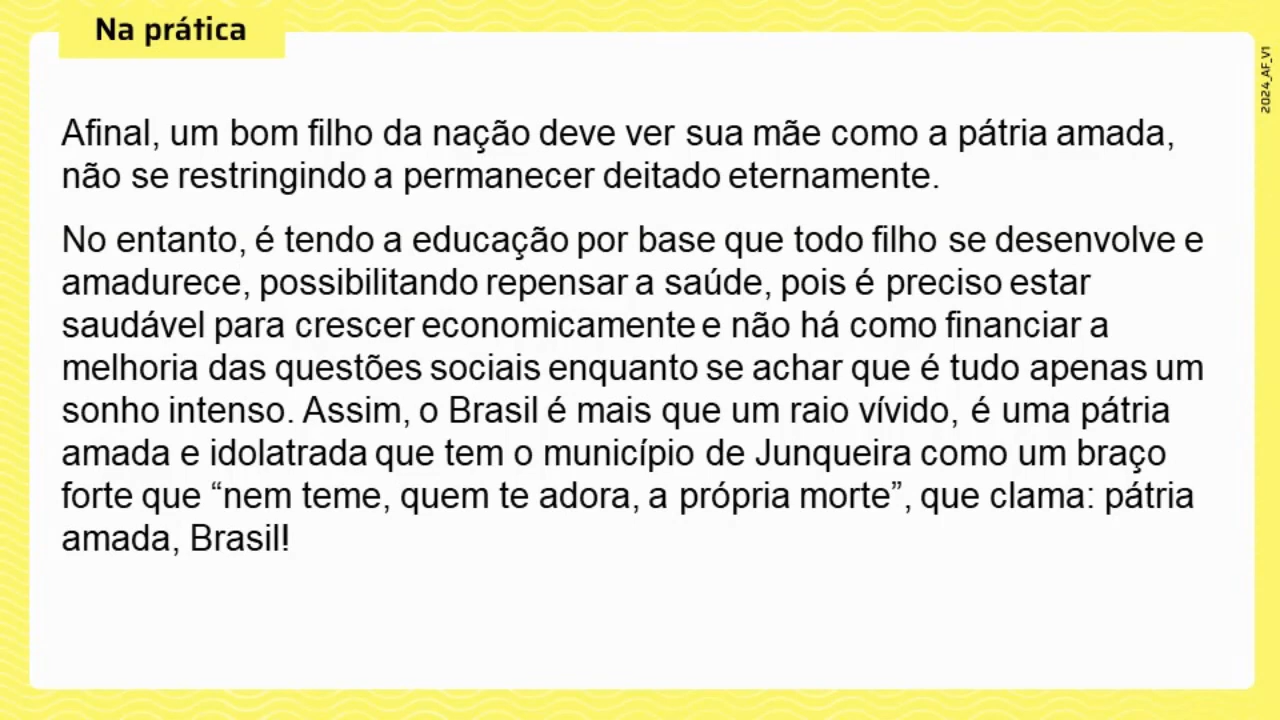 Na prática
2024_AF_V1
Afinal, um bom filho da nação deve ver sua mãe como a pátria amada,
não se restringindo a permanecer deitado eternamente.
No entanto, é tendo a educação por base que todo filho se desenvolve e
amadurece, possibilitando repensar a saúde, pois é preciso estar
saudável para crescer economicamente e não há como financiar a
melhoria das questões sociais enquanto se achar que é tudo apenas um
sonho intenso. Assim, o Brasil é mais que um raio vívido, é uma pátria
amada e idolatrada que tem o município de Junqueira como um braço
forte que “nem teme, quem te adora, a própria morte”, que clama: pátria
amada, Brasil!